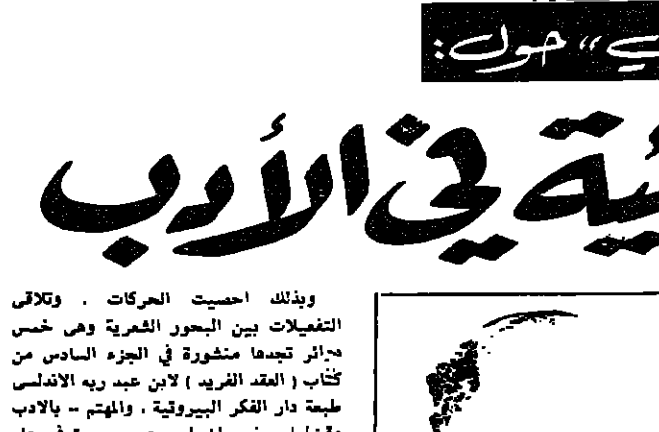 حول:
في الأدب
وبذلك احصيت الحركات . وتلاقى
التفعيلات بين البحور الشعرية وهى خمس
دوائر تجدها منشورة في الجزء السادس من
كتاب ( العقد الفريد ) لابن عبد ربه الاندلسى
طبعة دار الفكر البيروتية . والمهتم -- بالادب